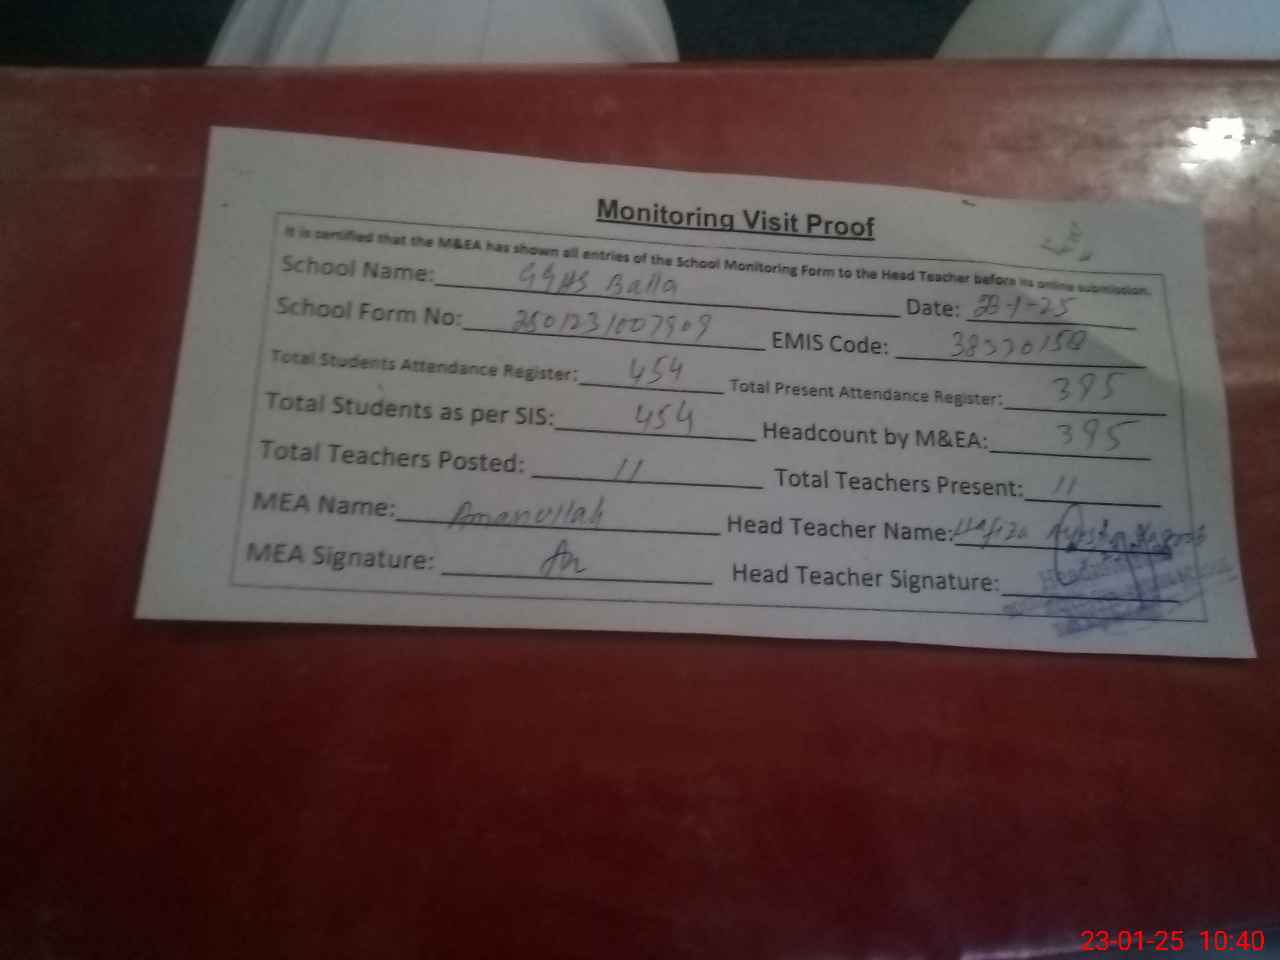 Monitoring Visit Proof
It is certified that the M&EA has shown all entries of the School Monitoring Form to the Head Teacher before its online submission.
School Name: GGHS Balla Date: 23-1-25
School Form No: 2501231007909 EMIS Code:
Total Students Attendance Register: 454 Total Present Attendance Register: 395
Total Students as per SIS: 454 Headcount by M&EA: 395
Total Teachers Posted: 11 Total Teachers Present: 11
MEA Name: Amanullah Head Teacher Name: Hafiza
MEA Signature: Head Teacher Signature:
23-01-25 10:40